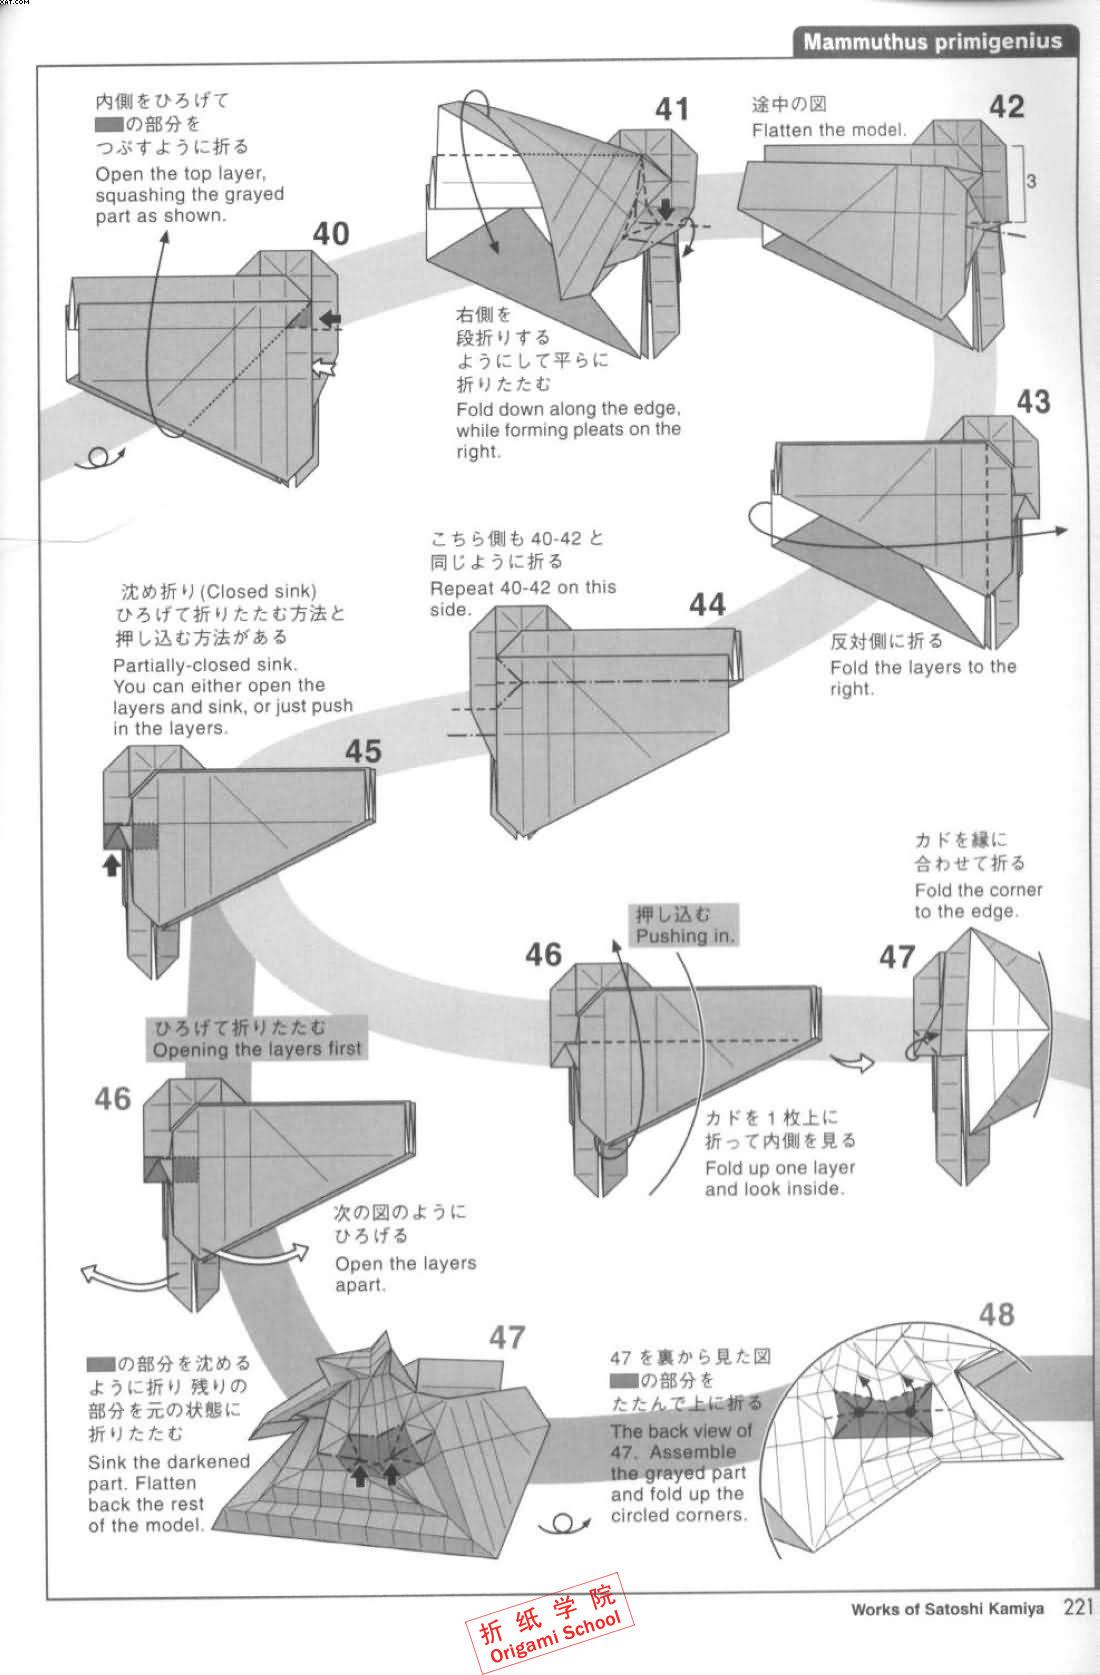 XAT.COM
Mammuthus primigenius
内側をひろげて
の部分を
つぶすように折る
Open the top layer,
squashing the grayed
part as shown.
40
41
右側を
段折りする
ようにして平らに
折りたたむ
Fold down along the edge,
while forming pleats on the
right.
途中の図
Flatten the model.
42
3
43
反対側に折る
Fold the layers to the
right.
こちら側も 40-42 と
同じように折る
Repeat 40-42 on this
side.
44
沈め折り(Closed sink)
ひろげて折りたたむ方法と
押し込む方法がある
Partially-closed sink.
You can either open the
layers and sink, or just push
in the layers.
45
押し込む
Pushing in.
46
カドを1枚上に
折って内側を見る
Fold up one layer
and look inside.
カドを縁に
合わせて折る
Fold the corner
to the edge.
47
ひろげて折りたたむ
Opening the layers first
46
次の図のように
ひろげる
Open the layers
apart.
の部分を沈める
ように折り 残りの
部分を元の状態に
折りたたむ
Sink the darkened
part. Flatten
back the rest
of the model.
47
47 を裏から見た図
の部分を
たたんで上に折る
The back view of
47. Assemble
the grayed part
and fold up the
circled corners.
48
折纸学院
Origami School
Works of Satoshi Kamiya 221